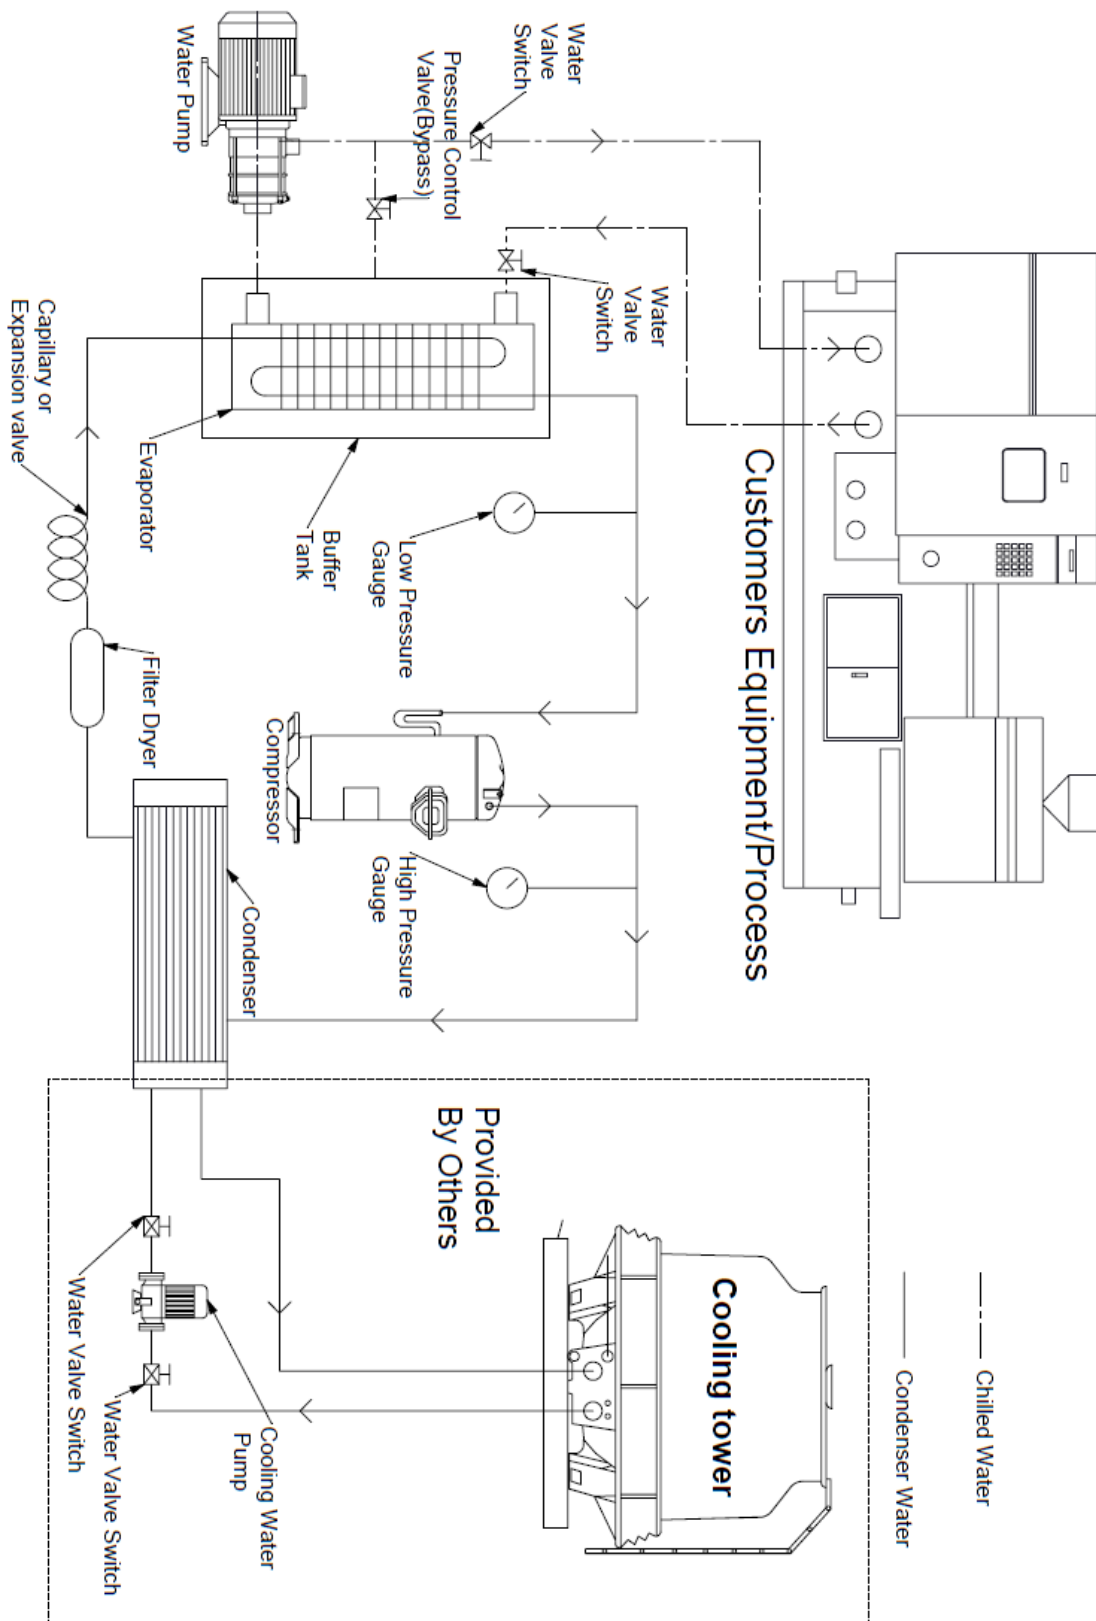 Chilled Water
Condenser Water
Customers Equipment/Process
Cooling tower
Water
Valve
Switch
Water
Valve
Switch
Provided
By Others
Pressure Control
Valve(Bypass)
Low Pressure
Gauge
High Pressure
Gauge
Buffer
Tank
Compressor
Condenser
Cooling Water
Pump
Water Pump
Evaporator
Filter Dryer
Water Valve Switch
Water Valve Switch
Capillary or
Expansion valve